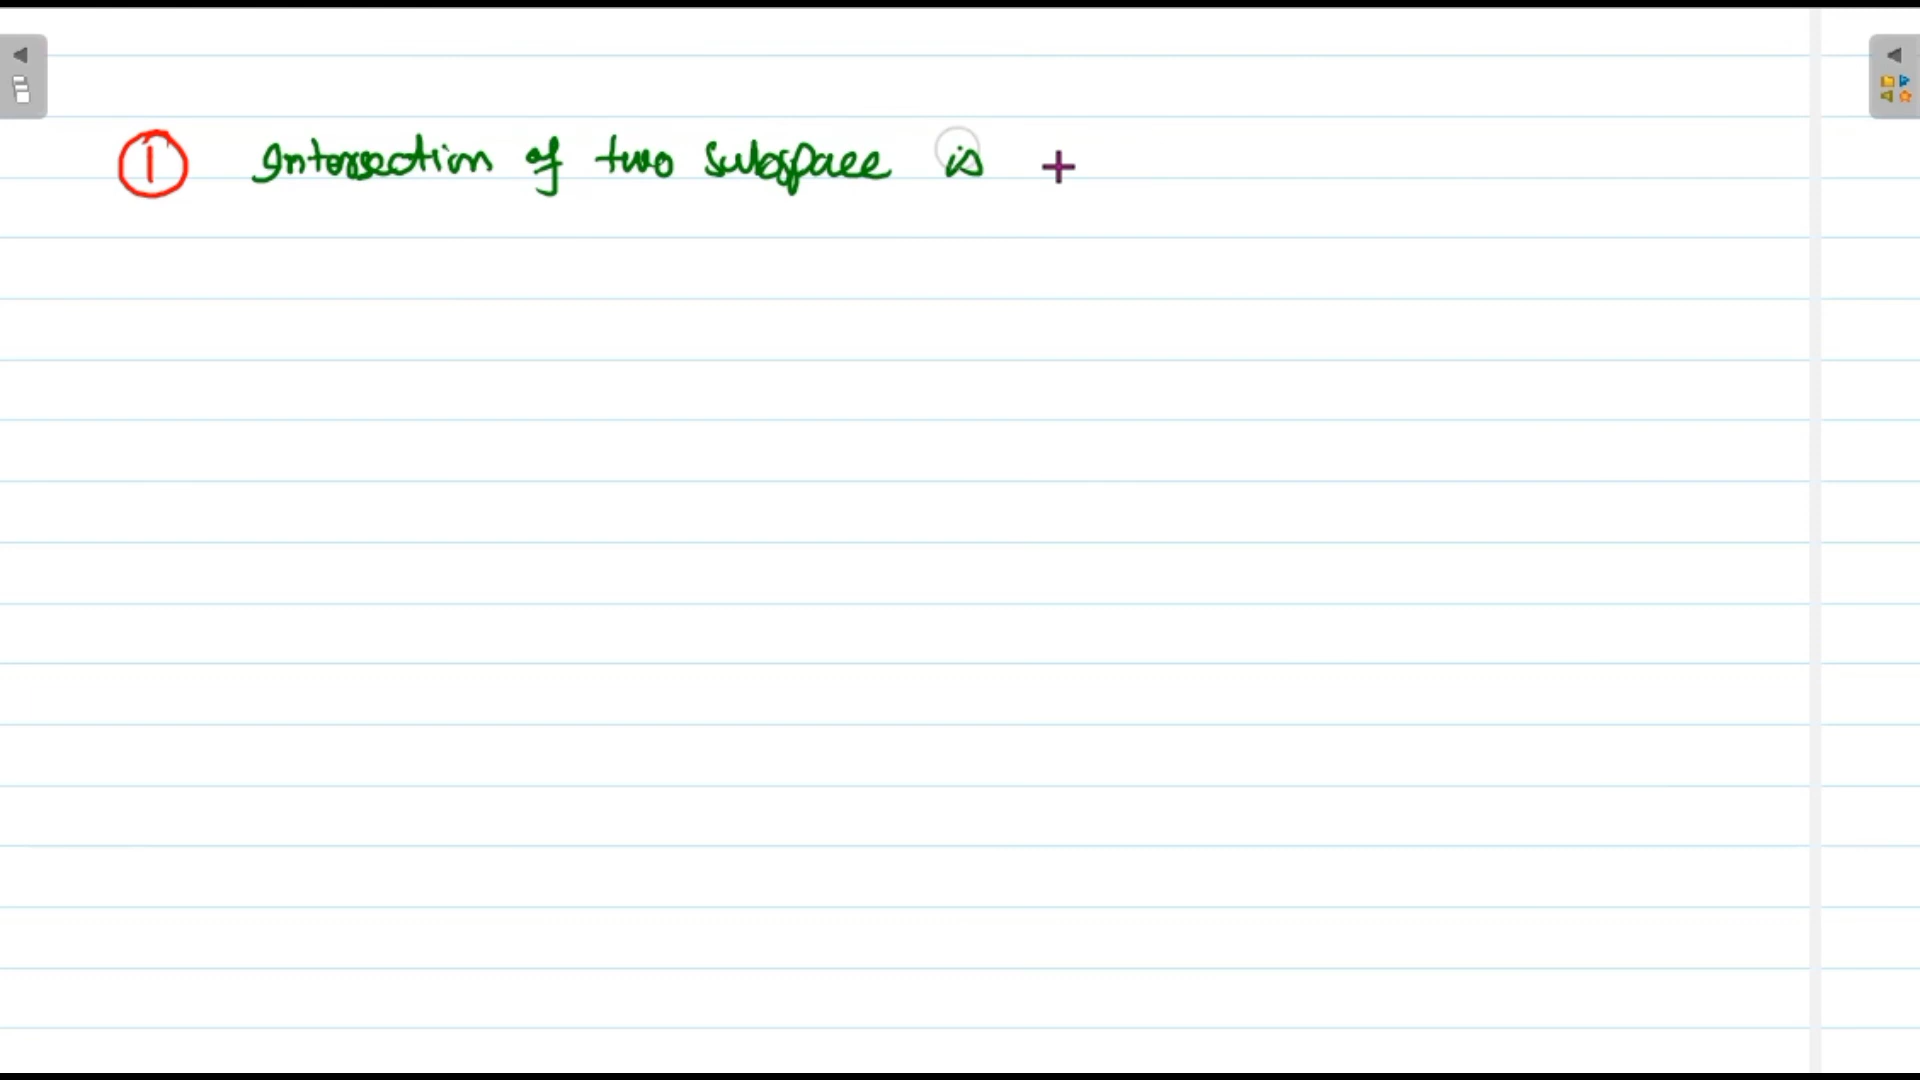 ① Intersection of two subspace is